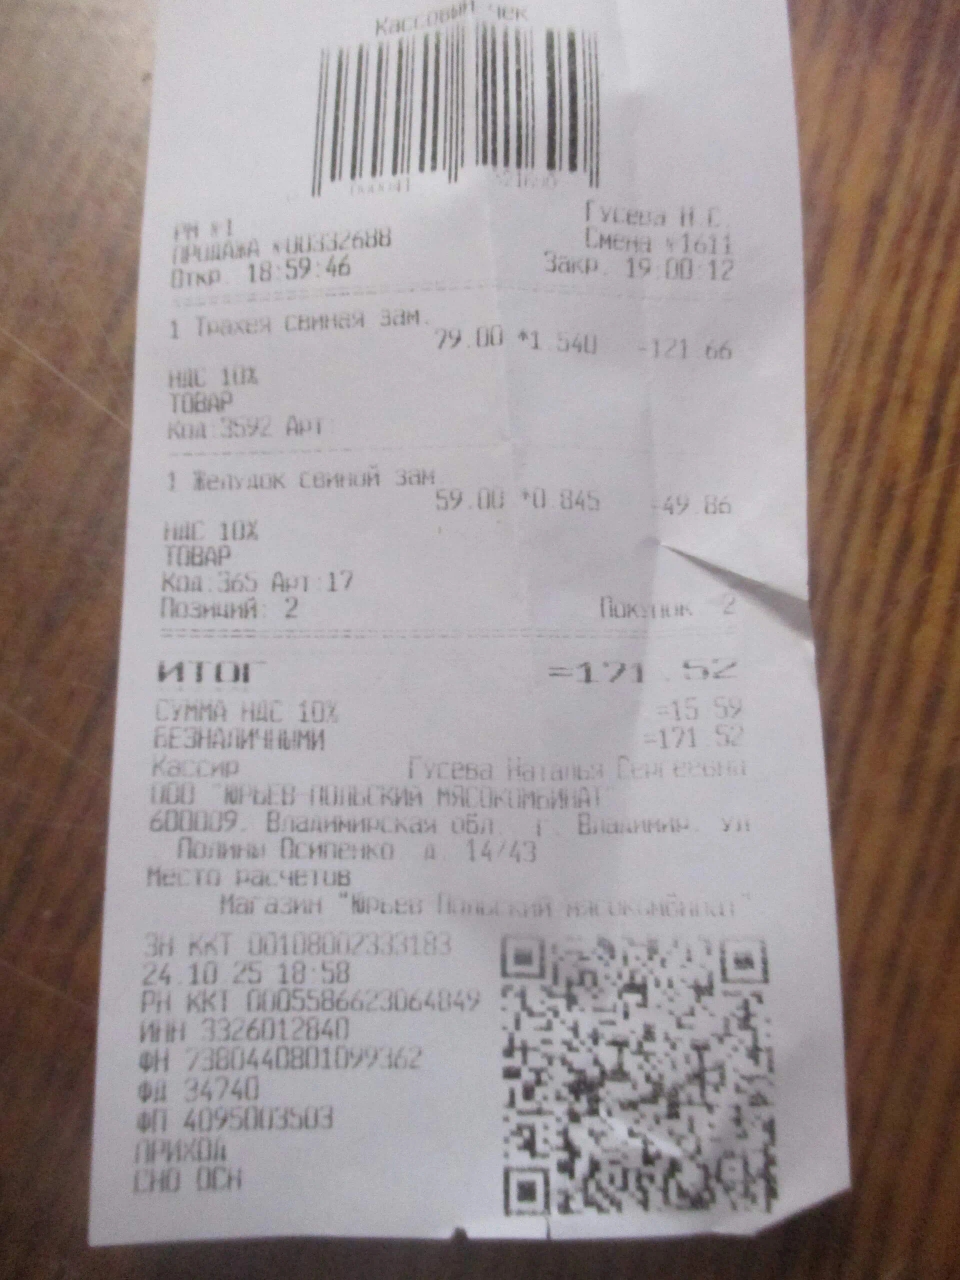 Кассовый чек
РМ №1 Гусева Н.С.
ПРОДАЖА №00332688 Смена №1611
Откр. 18:59:46 Закр. 19:00:12
1 Трахея свиная зам.
79.00 *1.540 =121.66
НДС 10%
ТОВАР
Код:3592 Арт:
1 Желудок свиной зам.
59.00 *0.845 =49.86
НДС 10%
ТОВАР
Код:365 Арт:17
Позиций: 2 Покупок: 2
ИТОГ =171.52
СУММА НДС 10% =15.59
БЕЗНАЛИЧНЫМИ =171.52
Кассир Гусева Наталья Сергеевна
ООО "ЮРЬЕВ-ПОЛЬСКИЙ МЯСОКОМБИНАТ"
600009, Владимирская обл., г. Владимир, ул.
Полины Осипенко, д. 14/43
Место расчетов
Магазин "Юрьев Польский мясокомбинат"
ЗН ККТ 00108002333183
24.10.25 18:58
РН ККТ 0005586623064849
ИНН 3326012840
ФН 7380440801099362
ФД 34740
ФП 4095003503
ПРИХОД
СНО ОСН